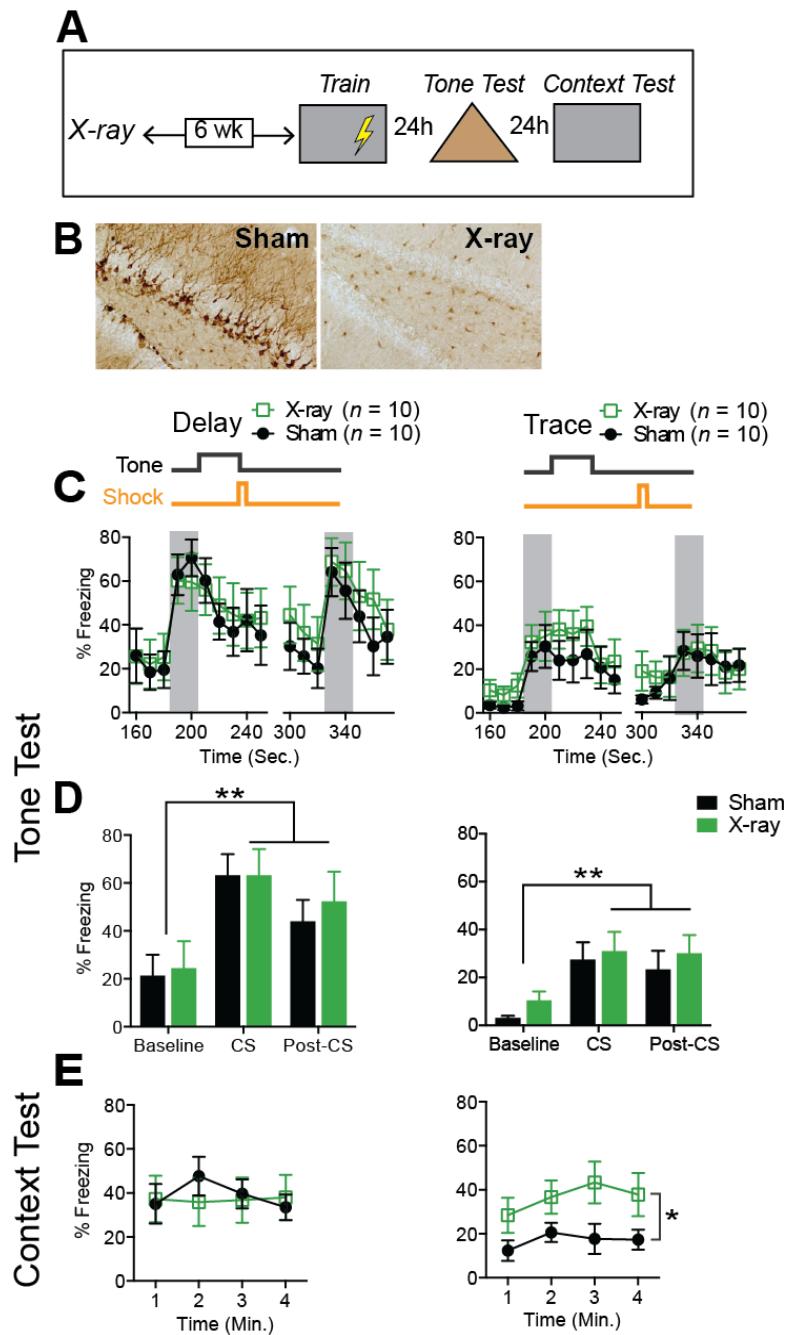 A
Train Tone Test Context Test
X-ray 6 wk 24h 24h
B Sham X-ray
Delay X-ray (n = 10) Sham (n = 10)
Trace X-ray (n = 10) Sham (n = 10)
Tone
Shock
C
% Freezing
80 60 40 20 0
160 200 240 300 340
Time (Sec.)
80 60 40 20 0
160 200 240 300 340
Time (Sec.)
Tone Test
D
Sham
X-ray
% Freezing
80 60 40 20 0
**
Baseline CS Post-CS
80 60 40 20 0
**
Baseline CS Post-CS
E
Context Test
% Freezing
80 60 40 20 0
1 2 3 4
Time (Min.)
80 60 40 20 0
*
1 2 3 4
Time (Min.)